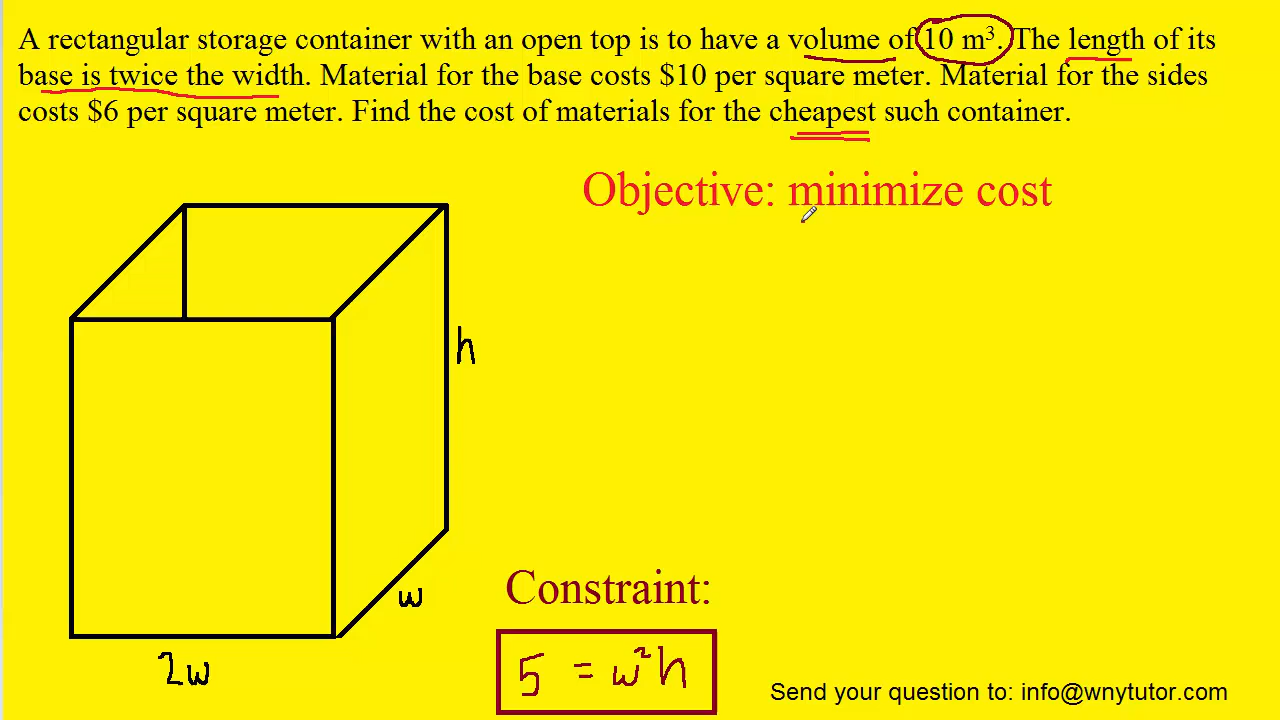 A rectangular storage container with an open top is to have a volume of 10 m³. The length of its
base is twice the width. Material for the base costs $10 per square meter. Material for the sides
costs $6 per square meter. Find the cost of materials for the cheapest such container.
Objective: minimize cost
h
w
2w
Constraint:
5 = w²h
Send your question to: info@wnytutor.com